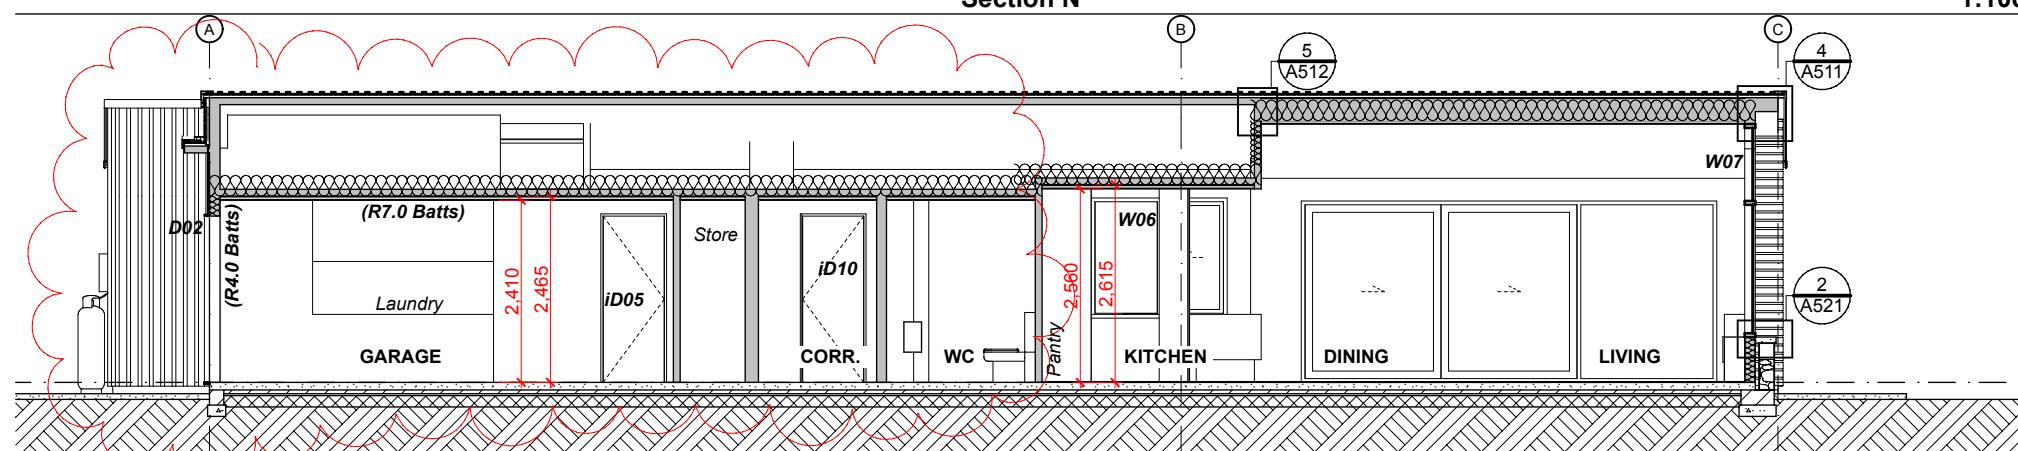 Section N
A
B
C
5
A512
4
A511
W07
D02
(R4.0 Batts)
(R7.0 Batts)
Store
W06
iD10
iD05
Laundry
2,410
2,465
2,560
2,615
2
A521
GARAGE
CORR.
WC
Pantry
KITCHEN
DINING
LIVING